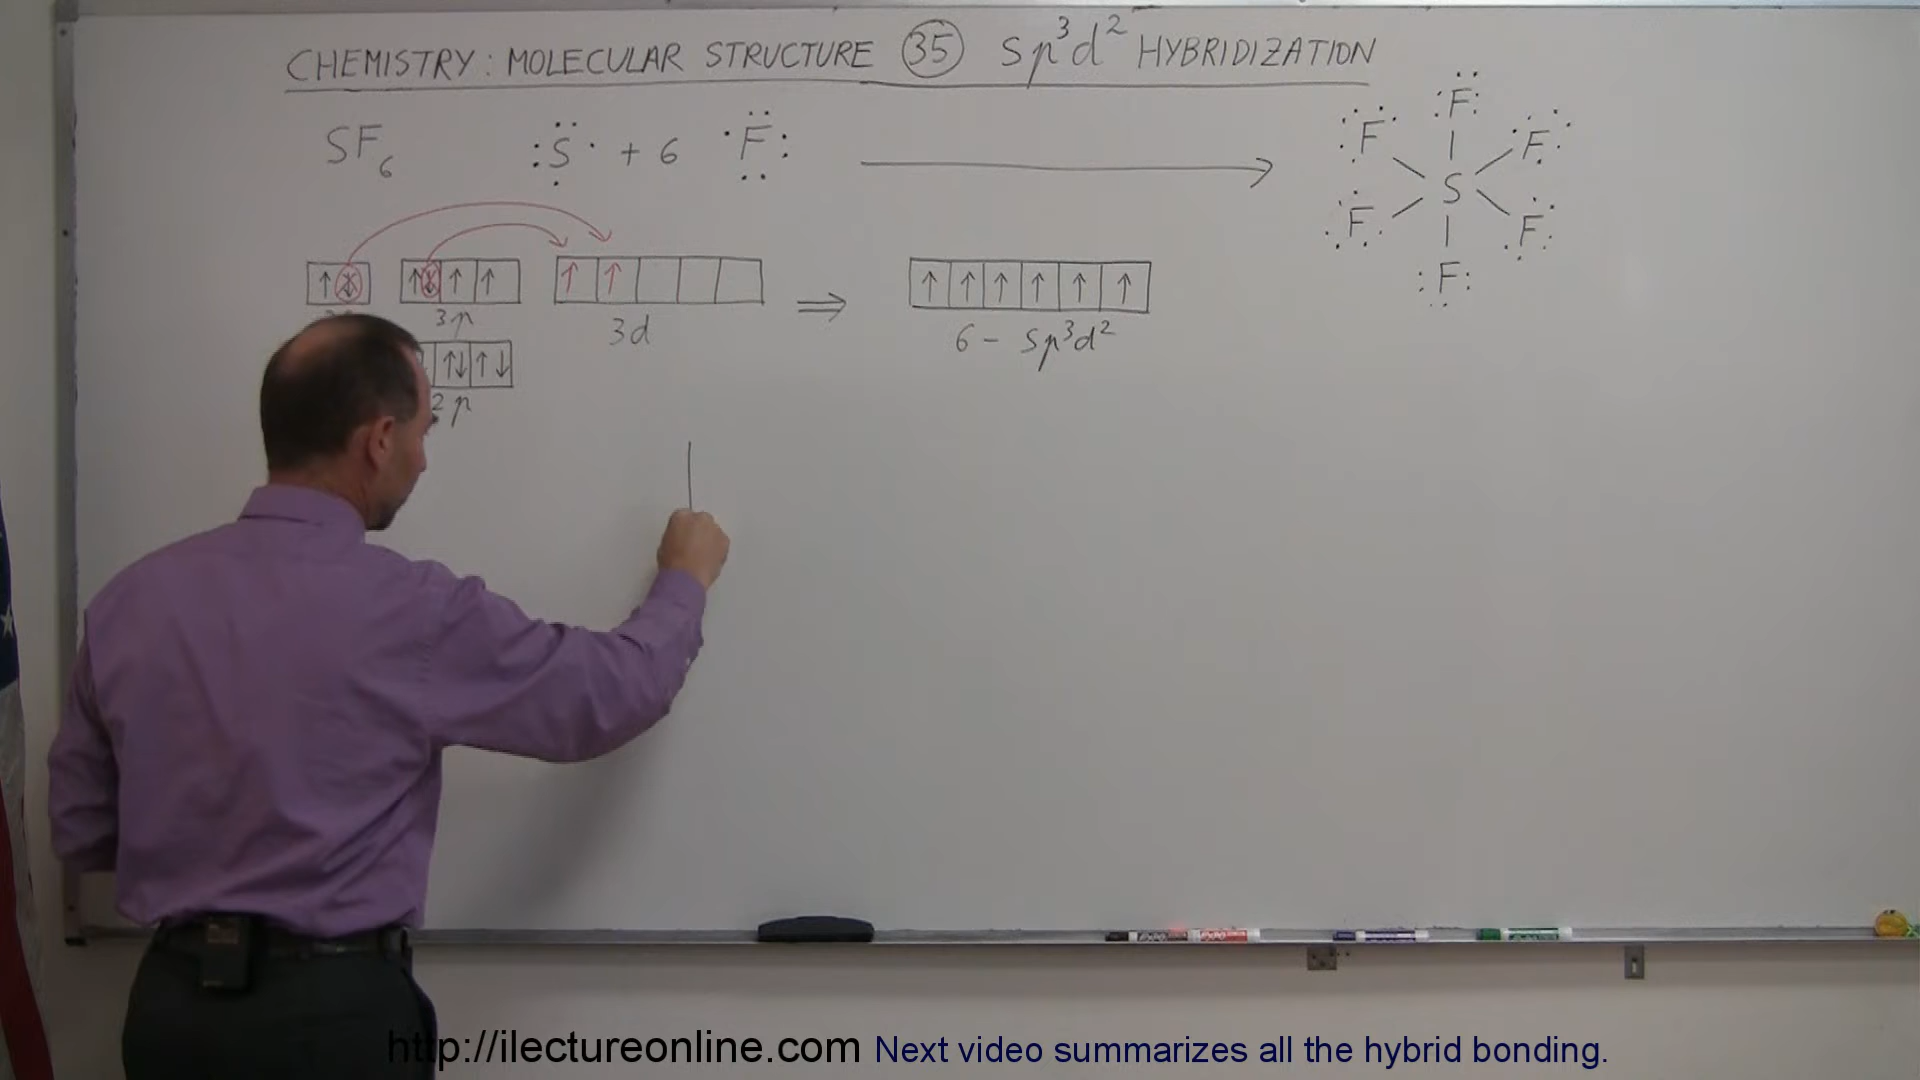 CHEMISTRY: MOLECULAR STRUCTURE 35 sp³d² HYBRIDIZATION
SF₆ :S· + 6 ·F:
F
F F
S
F F
F
↑ ↑ ↑ ↑ ↑ ↑ ↑ ↑ ↑ ↑ ↑ ↑ ↑
3p 3d ⇒ 6 - sp³d²
↑↓ ↑↓
2p
http://ilectureonline.com Next video summarizes all the hybrid bonding.